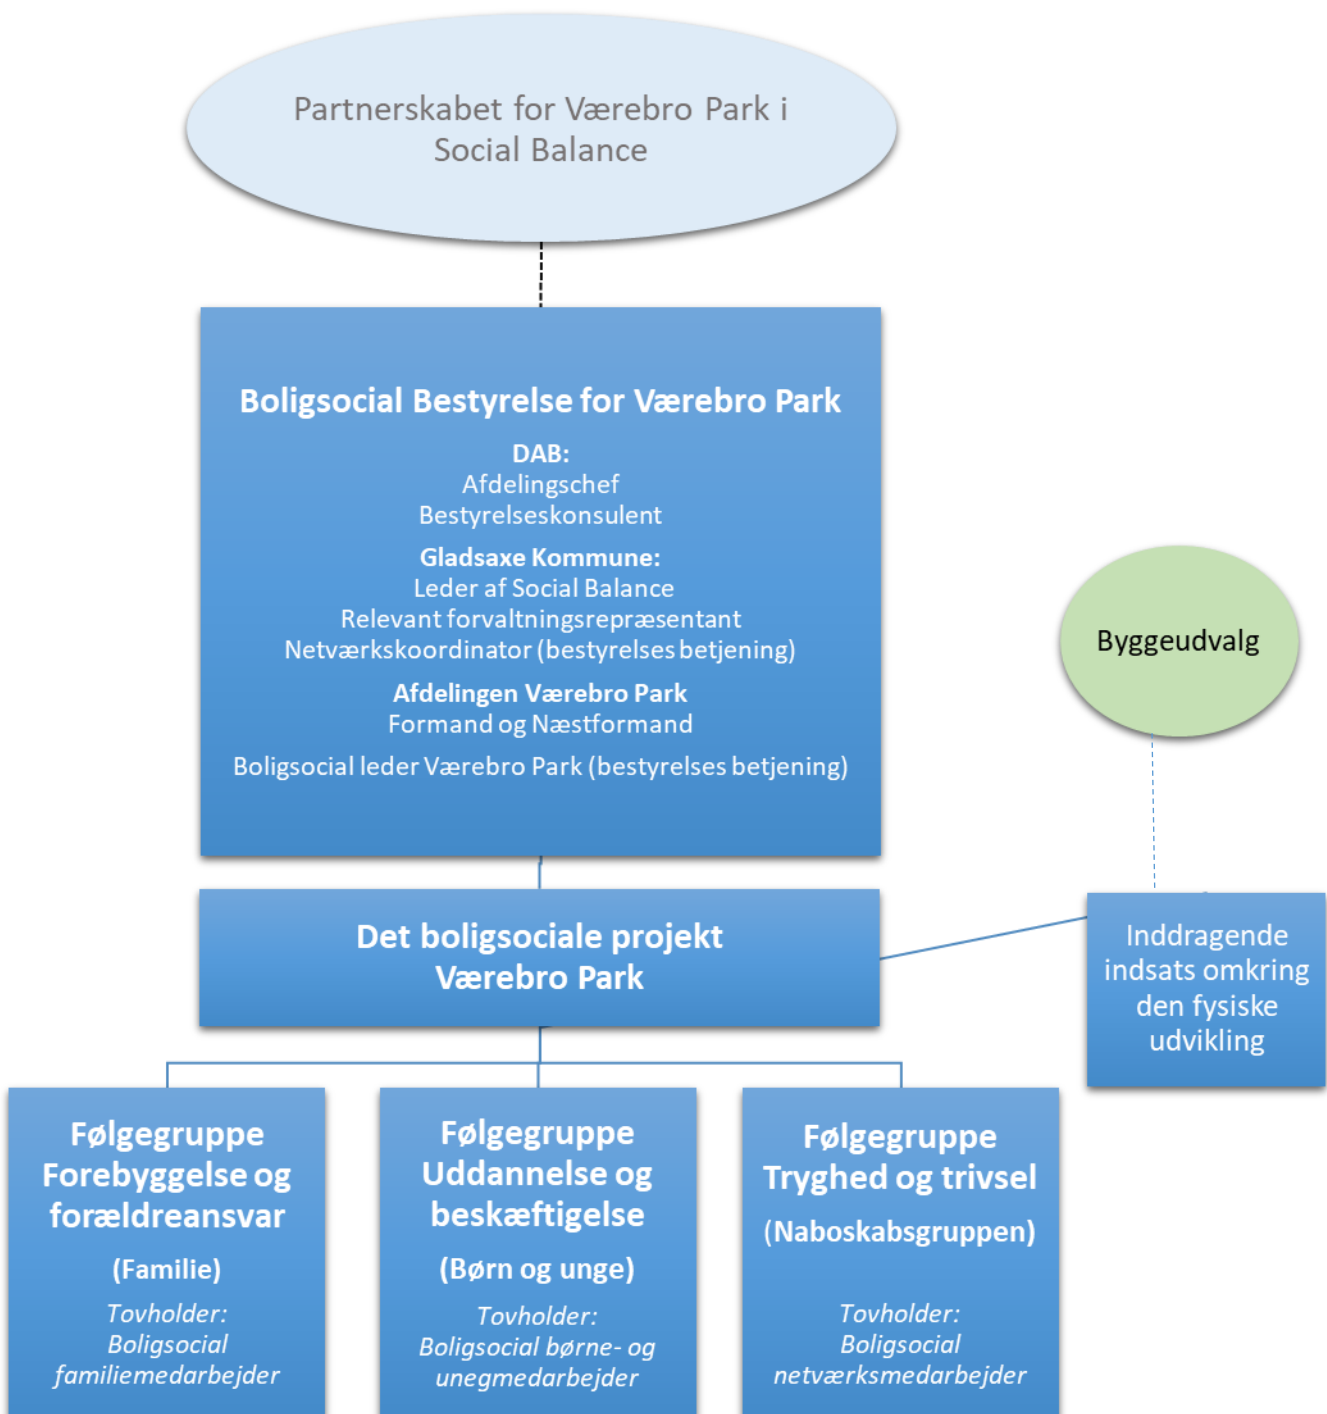 Partnerskabet for Værebro Park i
Social Balance
Boligsocial Bestyrelse for Værebro Park
DAB:
Afdelingschef
Bestyrelseskonsulent
Gladsaxe Kommune:
Leder af Social Balance
Relevant forvaltningsrepræsentant
Netværkskoordinator (bestyrelses betjening)
Afdelingen Værebro Park
Formand og Næstformand
Boligsocial leder Værebro Park (bestyrelses betjening)
Byggeudvalg
Det boligsociale projekt
Værebro Park
Inddragende
indsats omkring
den fysiske
udvikling
Følgegruppe
Forebyggelse og
forældreansvar
(Familie)
Tovholder:
Boligsocial
familiemedarbejder
Følgegruppe
Uddannelse og
beskæftigelse
(Børn og unge)
Tovholder:
Boligsocial børne- og
unegmedarbejder
Følgegruppe
Tryghed og trivsel
(Naboskabsgruppen)
Tovholder:
Boligsocial
netværksmedarbejder